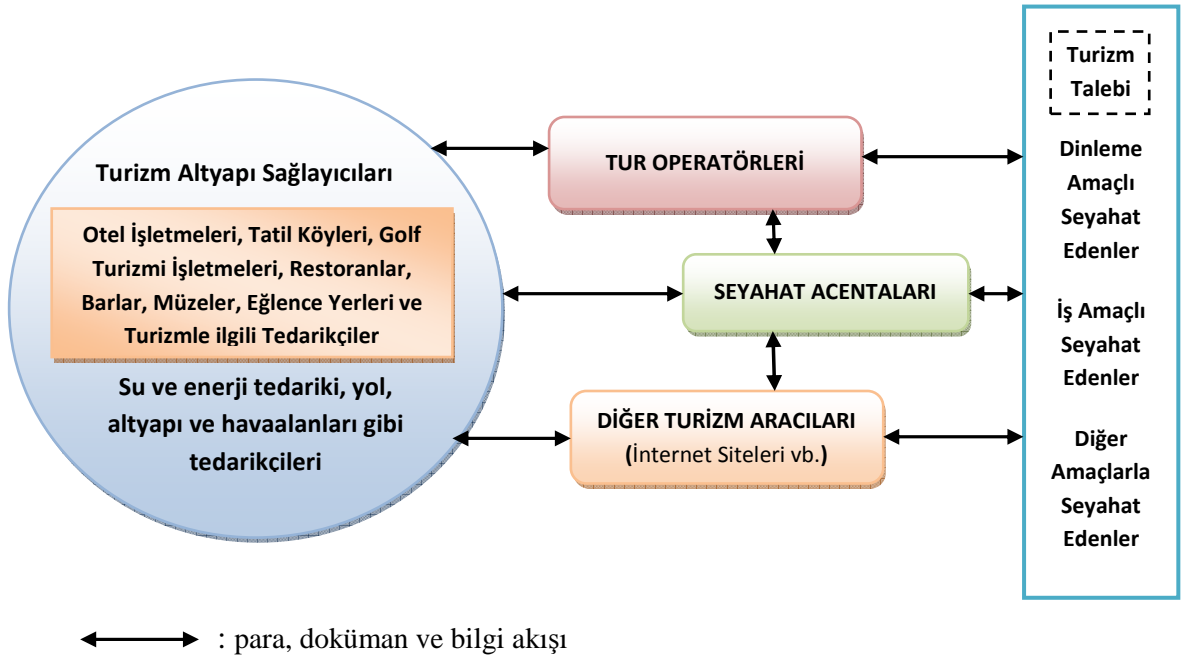 Turizm Altyapı Sağlayıcıları
Otel İşletmeleri, Tatil Köyleri, Golf
Turizmi İşletmeleri, Restoranlar,
Barlar, Müzeler, Eğlence Yerleri ve
Turizmle ilgili Tedarikçiler
Su ve enerji tedariki, yol,
altyapı ve havaalanları gibi
tedarikçileri
TUR OPERATÖRLERİ
SEYAHAT ACENTALARI
DİĞER TURİZM ARACILARI
(İnternet Siteleri vb.)
Turizm
Talebi
Dinleme
Amaçlı
Seyahat
Edenler
İş Amaçlı
Seyahat
Edenler
Diğer
Amaçlarla
Seyahat
Edenler
: para, doküman ve bilgi akışı